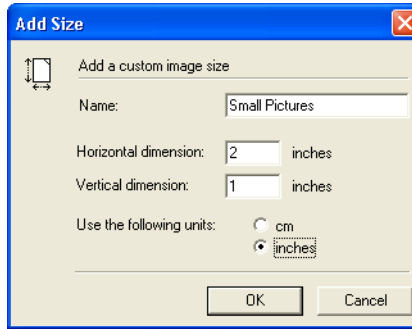 Add Size
Add a custom image size
Name: Small Pictures
Horizontal dimension: 2 inches
Vertical dimension: 1 inches
Use the following units: cm
inches
OK Cancel